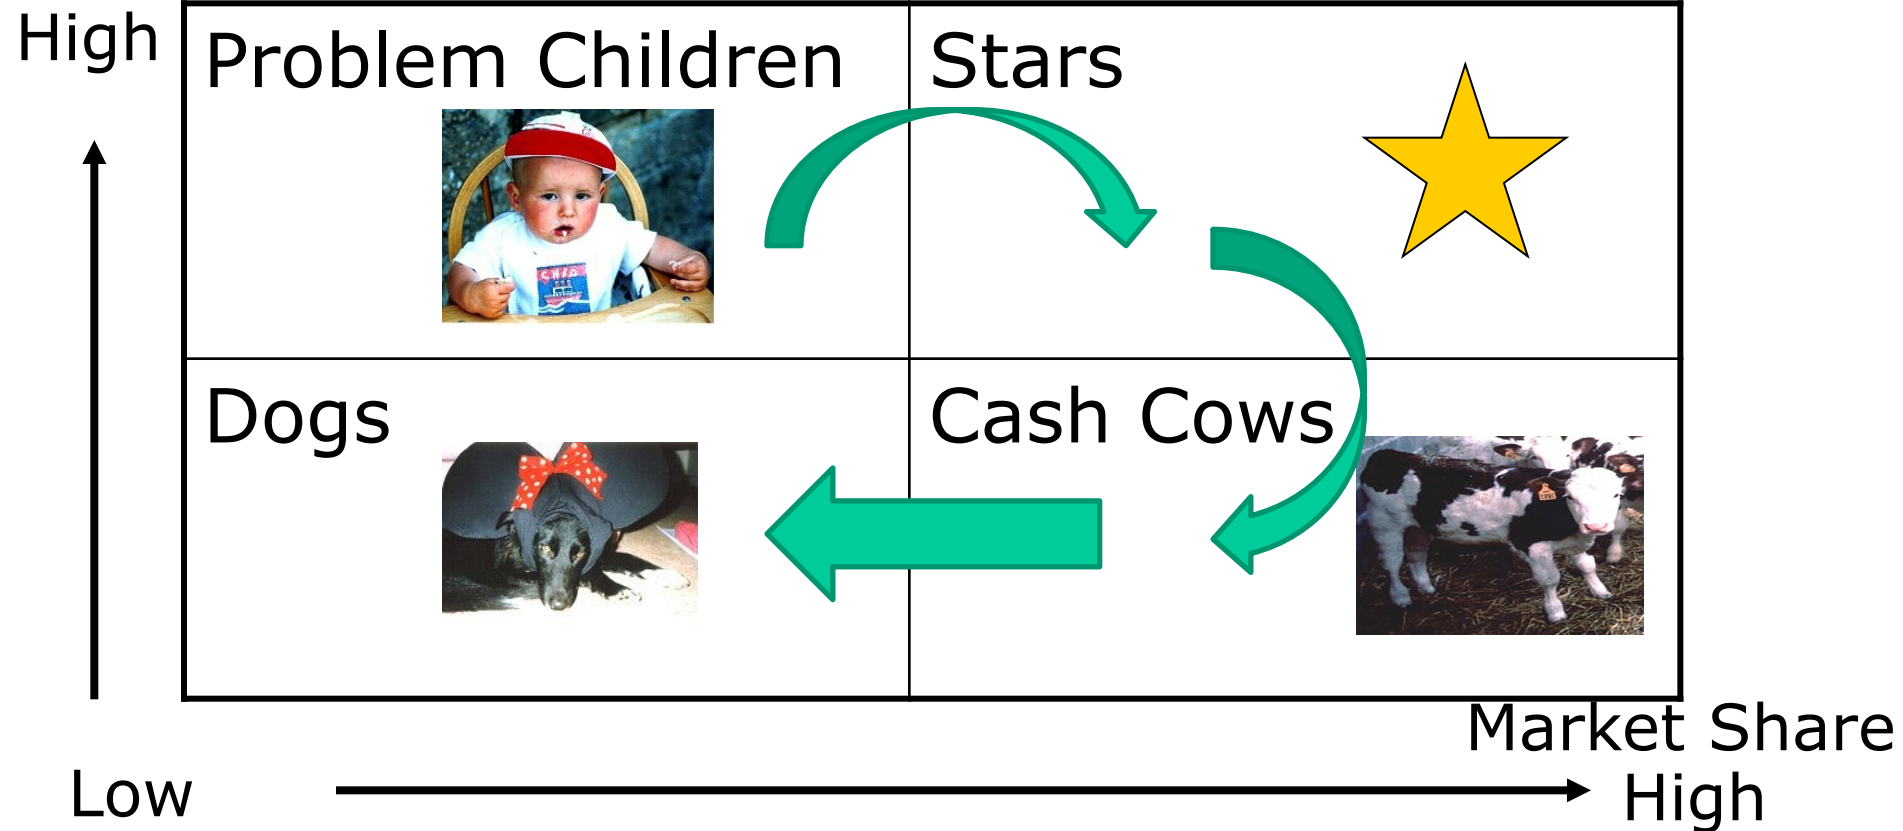 High
Problem Children
Stars
Dogs
Cash Cows
Market Share
Low
High